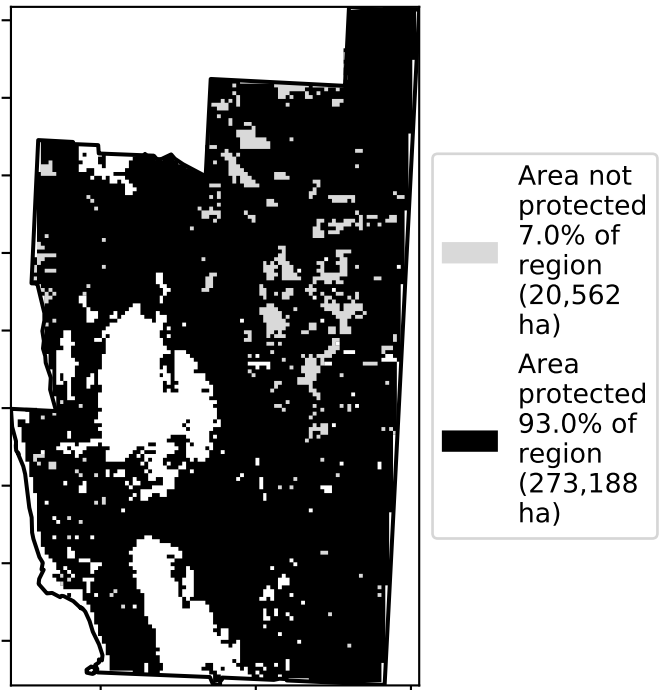 Area not
protected
7.0% of
region
(20,562
ha)
Area
protected
93.0% of
region
(273,188
ha)